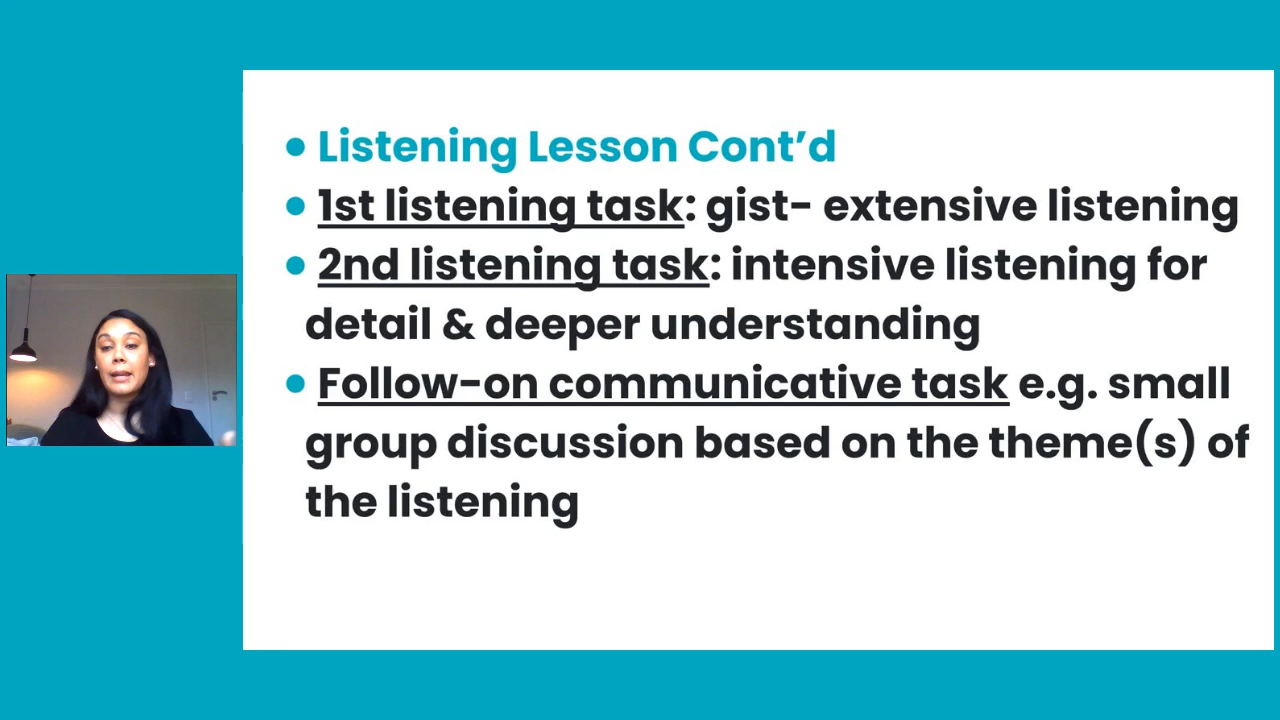 • Listening Lesson Cont’d
• 1st listening task: gist- extensive listening
• 2nd listening task: intensive listening for
detail & deeper understanding
• Follow-on communicative task e.g. small
group discussion based on the theme(s) of
the listening